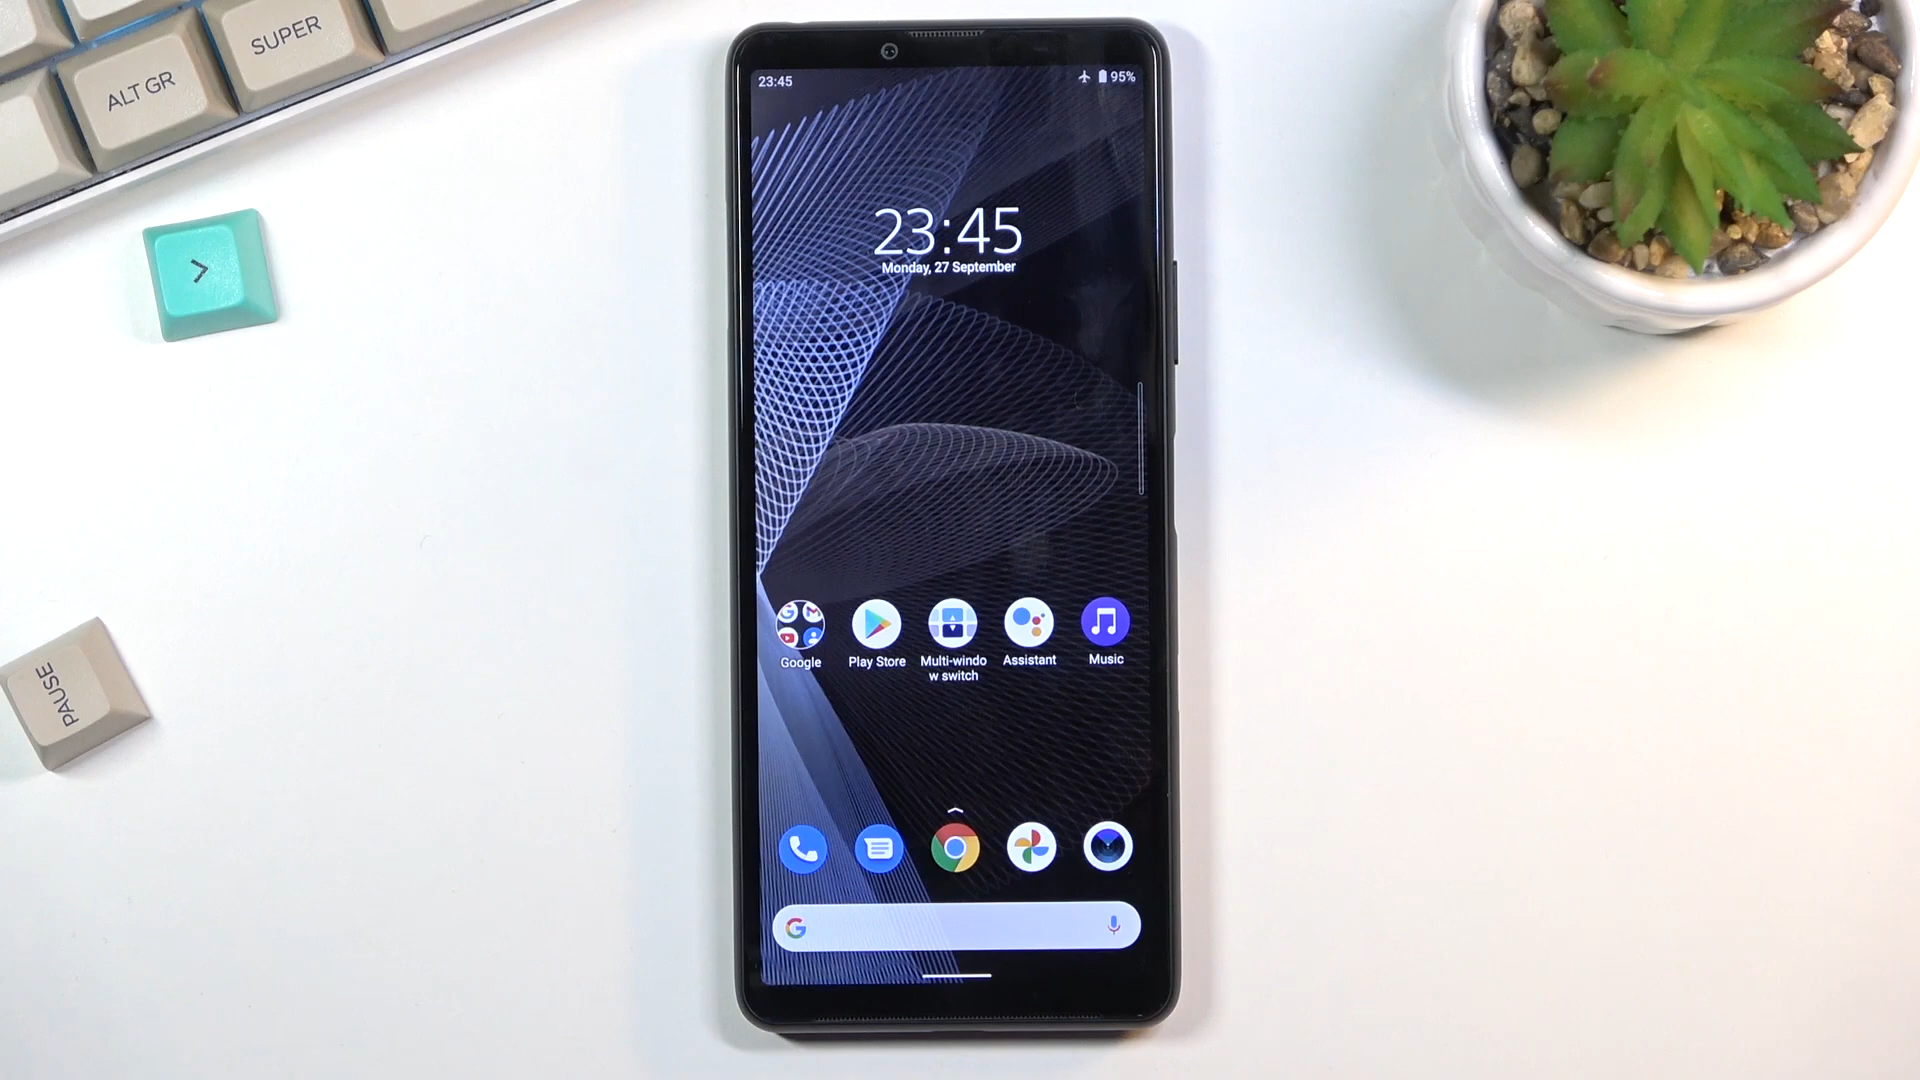 SUPER
ALT GR
>
PAUSE
23:45
95%
23:45
Monday, 27 September
Google
Play Store
Multi-windo
w switch
Assistant
Music